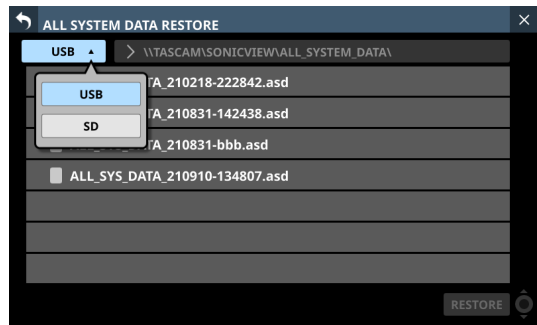 ALL SYSTEM DATA RESTORE
USB
\\TASCAM\SONICVIEW\ALL_SYSTEM_DATA\
USB
TA_210218-222842.asd
SD
TA_210831-142438.asd
TA_210831-bbb.asd
ALL_SYS_DATA_210910-134807.asd
RESTORE